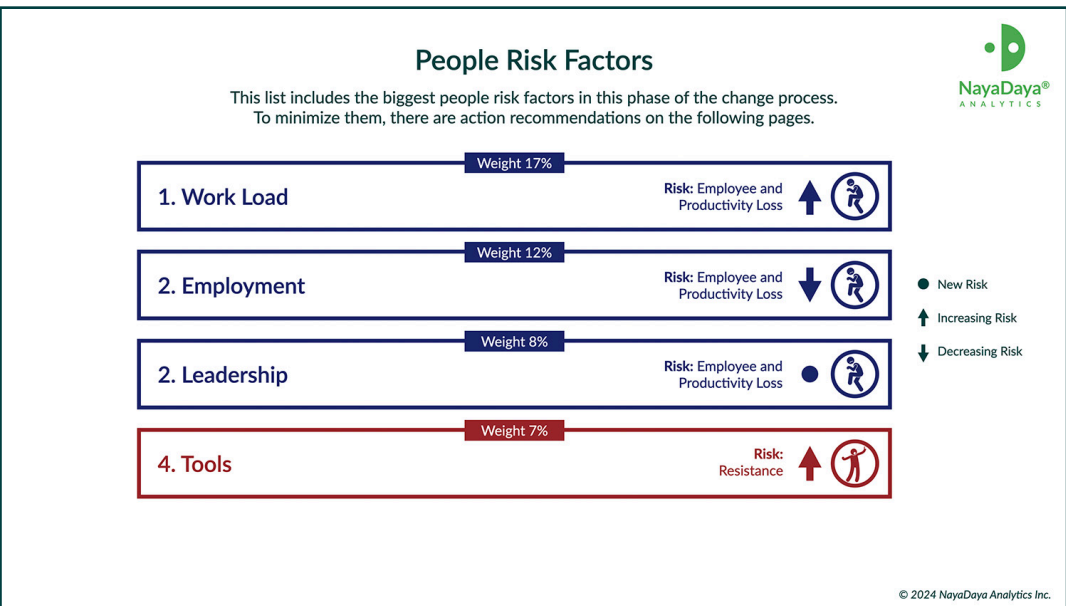 People Risk Factors
This list includes the biggest people risk factors in this phase of the change process.
To minimize them, there are action recommendations on the following pages.
NayaDaya®
ANALYTICS
Weight 17%
1. Work Load
Risk: Employee and
Productivity Loss
Weight 12%
2. Employment
Risk: Employee and
Productivity Loss
Weight 8%
2. Leadership
Risk: Employee and
Productivity Loss
Weight 7%
4. Tools
Risk:
Resistance
New Risk
Increasing Risk
Decreasing Risk
© 2024 NayaDaya Analytics Inc.